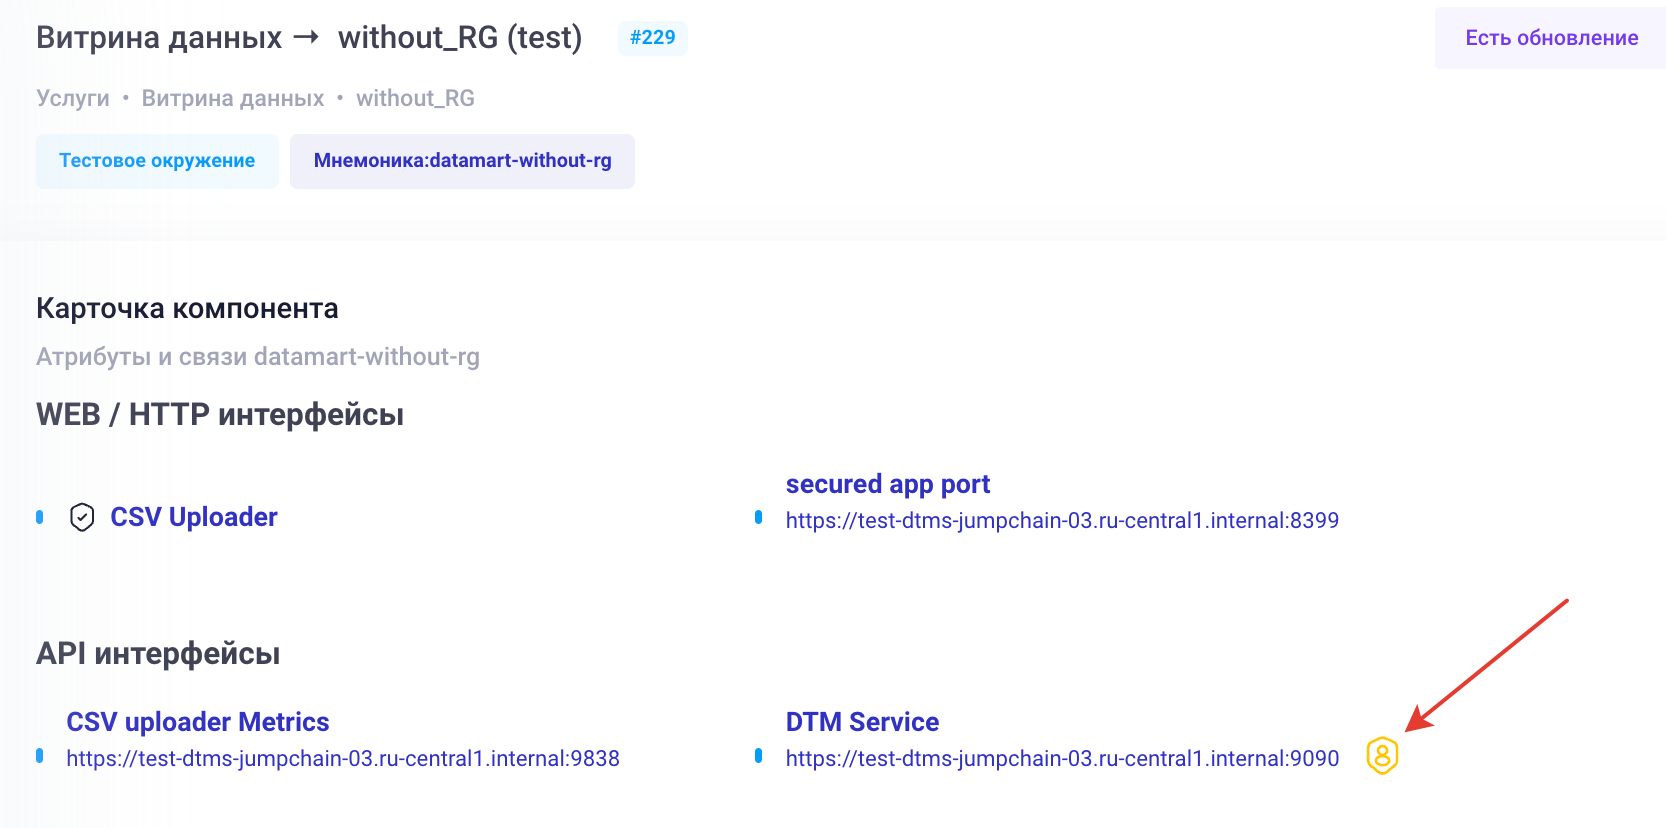 Витрина данных → without_RG (test) #229
Есть обновление
Услуги • Витрина данных • without_RG
Тестовое окружение
Мнемоника:datamart-without-rg
Карточка компонента
Атрибуты и связи datamart-without-rg
WEB / HTTP интерфейсы
CSV Uploader
secured app port
https://test-dtms-jumpchain-03.ru-central1.internal:8399
API интерфейсы
CSV uploader Metrics
https://test-dtms-jumpchain-03.ru-central1.internal:9838
DTM Service
https://test-dtms-jumpchain-03.ru-central1.internal:9090